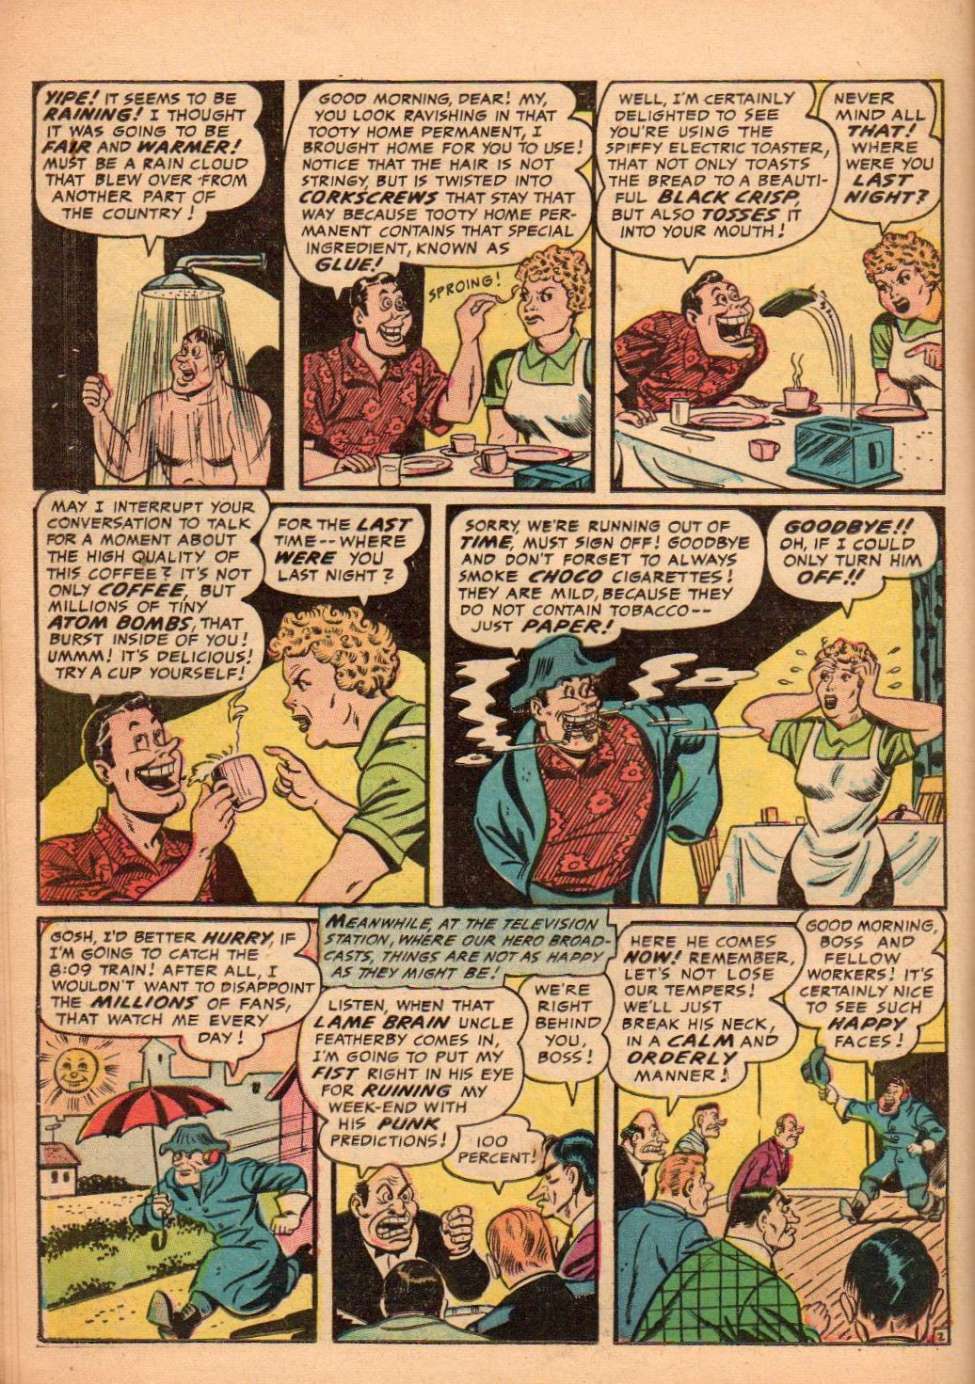 YIPE! IT SEEMS TO BE
RAINING! I THOUGHT
IT WAS GOING TO BE
FAIR AND WARMER!
MUST BE A RAIN CLOUD
THAT BLEW OVER FROM
ANOTHER PART OF
THE COUNTRY!
GOOD MORNING, DEAR! MY,
YOU LOOK RAVISHING IN THAT
TOOTY HOME PERMANENT, I
BROUGHT HOME FOR YOU TO USE!
NOTICE THAT THE HAIR IS NOT
STRINGY, BUT IS TWISTED INTO
CORKSCREWS THAT STAY THAT
WAY BECAUSE TOOTY HOME PER-
MANENT CONTAINS THAT SPECIAL
INGREDIENT, KNOWN AS
GLUE!
SPROING!
WELL, I'M CERTAINLY
DELIGHTED TO SEE
YOU'RE USING THE
SPIFFY ELECTRIC TOASTER,
THAT NOT ONLY TOASTS
THE BREAD TO A BEAUTI-
FUL BLACK CRISP,
BUT ALSO TOSSES IT
INTO YOUR MOUTH!
NEVER
MIND ALL
THAT!
WHERE
WERE YOU
LAST
NIGHT?
MAY I INTERRUPT YOUR
CONVERSATION TO TALK
FOR A MOMENT ABOUT
THE HIGH QUALITY OF
THIS COFFEE? IT'S NOT
ONLY COFFEE, BUT
MILLIONS OF TINY
ATOM BOMBS, THAT
BURST INSIDE OF YOU!
UMMM! IT'S DELICIOUS!
TRY A CUP YOURSELF!
FOR THE LAST
TIME--WHERE
WERE YOU
LAST NIGHT?
SORRY, WE'RE RUNNING OUT OF
TIME, MUST SIGN OFF! GOODBYE
AND DON'T FORGET TO ALWAYS
SMOKE CHOCO CIGARETTES!
THEY ARE MILD, BECAUSE THEY
DO NOT CONTAIN TOBACCO--
JUST PAPER!
GOODBYE!!
OH, IF I COULD
ONLY TURN HIM
OFF!!
GOSH, I'D BETTER HURRY, IF
I'M GOING TO CATCH THE
8:09 TRAIN! AFTER ALL, I
WOULDN'T WANT TO DISAPPOINT
THE MILLIONS OF FANS,
THAT WATCH ME EVERY
DAY!
MEANWHILE, AT THE TELEVISION
STATION, WHERE OUR HERO BROAD-
CASTS, THINGS ARE NOT AS HAPPY
AS THEY MIGHT BE!
LISTEN, WHEN THAT
LAME BRAIN UNCLE
FEATHERBY COMES IN,
I'M GOING TO PUT MY
FIST RIGHT IN HIS EYE
FOR RUINING MY
WEEK-END WITH
HIS PUNK
PREDICTIONS!
WE'RE
RIGHT
BEHIND
YOU,
BOSS!
100
PERCENT!
HERE HE COMES
NOW! REMEMBER,
LET'S NOT LOSE
OUR TEMPERS!
WE'LL JUST
BREAK HIS NECK,
IN A CALM AND
ORDERLY
MANNER!
GOOD MORNING,
BOSS AND
FELLOW
WORKERS! IT'S
CERTAINLY NICE
TO SEE SUCH
HAPPY
FACES!
2